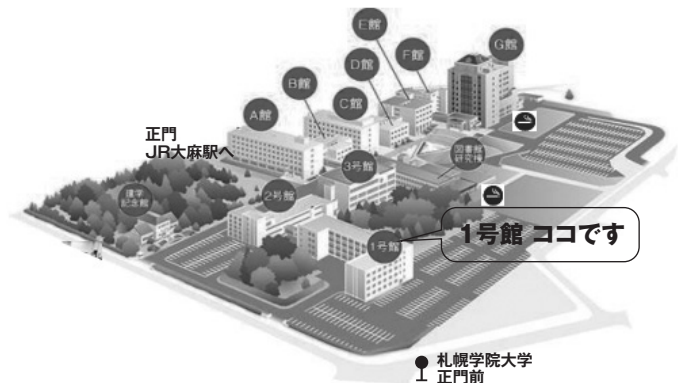 E館
G館
F館
D館
B館
C館
A館
正門
JR大麻駅へ
図書館
研究棟
3号館
建学
記念館
2号館
1号館 ココです
1号館
札幌学院大学
正門前